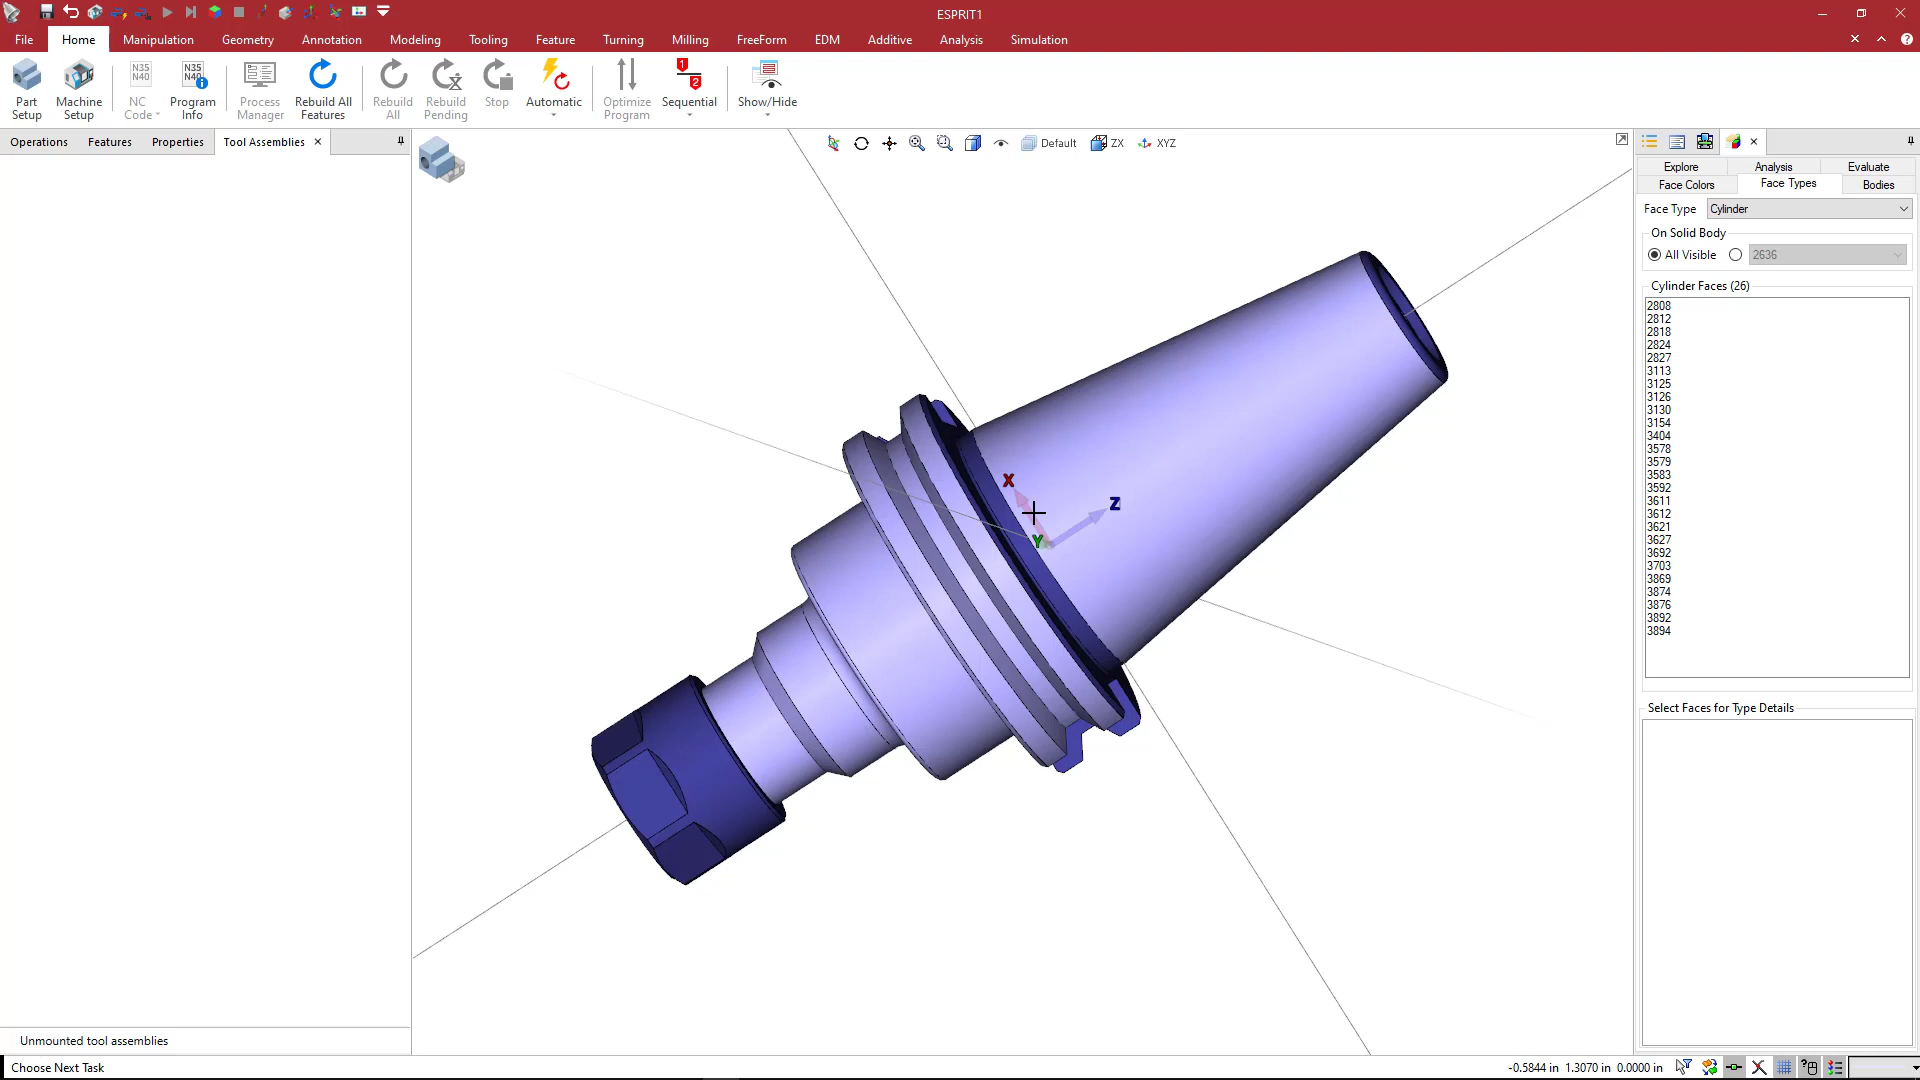 ESPRIT1
File Home Manipulation Geometry Annotation Modeling Tooling Feature Turning Milling FreeForm EDM Additive Analysis Simulation
N35 N40 N35 N40 1 2
Part Setup Machine Setup NC Code Program Info Process Manager Rebuild All Features Rebuild All Rebuild Pending Stop Automatic Optimize Program Sequential Show/Hide
Operations Features Properties Tool Assemblies
Default ZX XYZ
Explore Analysis Evaluate
Face Colors Face Types Bodies
Face Type Cylinder
On Solid Body
All Visible 2636
Cylinder Faces (26)
2808
2812
2818
2824
2827
3113
3125
3126
3130
3154
3404
3578
3579
3583
3592
3611
3612
3621
3627
3692
3703
3869
3874
3876
3892
3894
X
Z
Y
Select Faces for Type Details
Unmounted tool assemblies
Choose Next Task
-0.5844 in 1.3070 in 0.0000 in